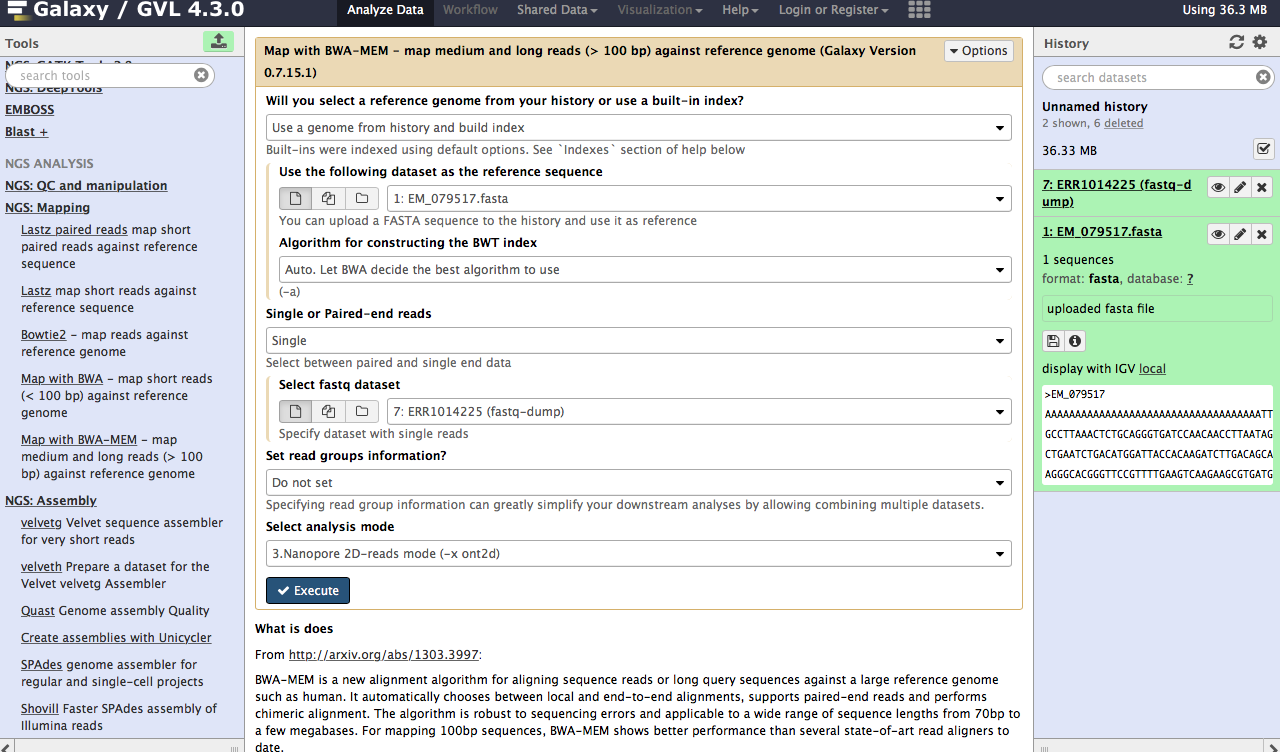 Galaxy / GVL 4.3.0
Analyze Data
Workflow
Shared Data
Visualization
Help
Login or Register
Using 36.3 MB
Tools
search tools
NGS: DeepTools
EMBOSS
Blast +
NGS ANALYSIS
NGS: QC and manipulation
NGS: Mapping
Lastz paired reads map short
paired reads against reference
sequence
Lastz map short reads against
reference sequence
Bowtie2 - map reads against
reference genome
Map with BWA - map short reads
(< 100 bp) against reference
genome
Map with BWA-MEM - map
medium and long reads (> 100
bp) against reference genome
NGS: Assembly
velvetg Velvet sequence assembler
for very short reads
velveth Prepare a dataset for the
Velvet velvetg Assembler
Quast Genome assembly Quality
Create assemblies with Unicycler
SPAdes genome assembler for
regular and single-cell projects
Shovill Faster SPAdes assembly of
Illumina reads
Map with BWA-MEM - map medium and long reads (> 100 bp) against reference genome (Galaxy Version
0.7.15.1)
Options
Will you select a reference genome from your history or use a built-in index?
Use a genome from history and build index
Built-ins were indexed using default options. See `Indexes` section of help below
Use the following dataset as the reference sequence
1: EM_079517.fasta
You can upload a FASTA sequence to the history and use it as reference
Algorithm for constructing the BWT index
Auto. Let BWA decide the best algorithm to use
(-a)
Single or Paired-end reads
Single
Select between paired and single end data
Select fastq dataset
7: ERR1014225 (fastq-dump)
Specify dataset with single reads
Set read groups information?
Do not set
Specifying read group information can greatly simplify your downstream analyses by allowing combining multiple datasets.
Select analysis mode
3.Nanopore 2D-reads mode (-x ont2d)
Execute
What is does
From http://arxiv.org/abs/1303.3997:
BWA-MEM is a new alignment algorithm for aligning sequence reads or long query sequences against a large reference genome
such as human. It automatically chooses between local and end-to-end alignments, supports paired-end reads and performs
chimeric alignment. The algorithm is robust to sequencing errors and applicable to a wide range of sequence lengths from 70bp to
a few megabases. For mapping 100bp sequences, BWA-MEM shows better performance than several state-of-art read aligners to
date.
History
search datasets
Unnamed history
2 shown, 6 deleted
36.33 MB
7: ERR1014225 (fastq-d
ump)
1: EM_079517.fasta
1 sequences
format: fasta, database: ?
uploaded fasta file
display with IGV local
>EM_079517
AAAAAAAAAAAAAAAAAAAAAAAAAAAAAAAAAAAAATT
GCCTTAAACTCTGCAGGGTGATCCAACAACCTTAATAG
CTGAATCTGACATGGATTACCACAAGATCTTGACAGCA
AGGGCACGGGTTCCGTTTTGAAGTCAAGAAGCGTGATG